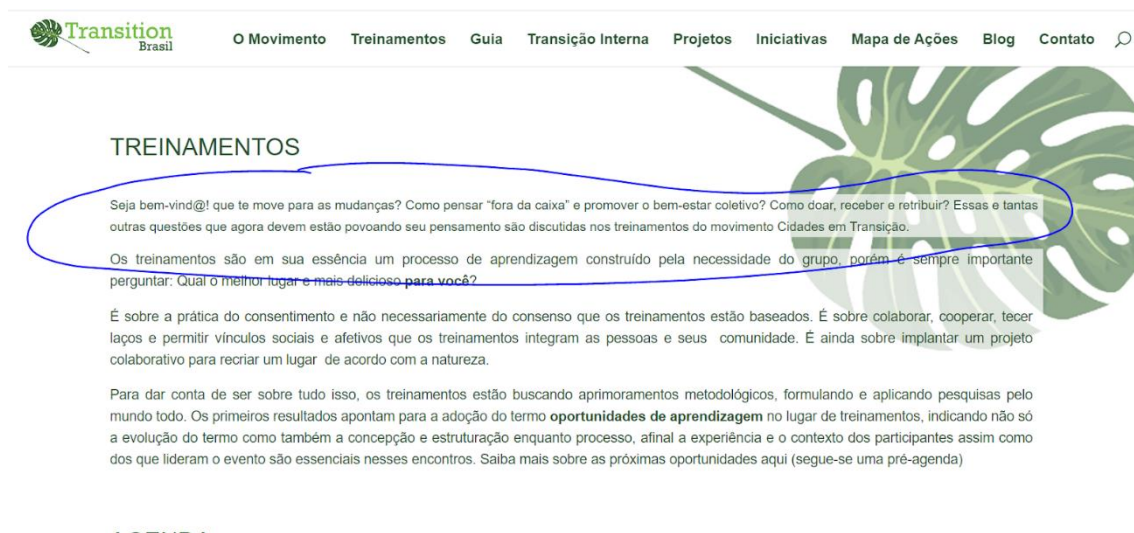 Transition
Brasil
O Movimento Treinamentos Guia Transição Interna Projetos Iniciativas Mapa de Ações Blog Contato
TREINAMENTOS
Seja bem-vind@! que te move para as mudanças? Como pensar “fora da caixa” e promover o bem-estar coletivo? Como doar, receber e retribuir? Essas e tantas
outras questões que agora devem estão povoando seu pensamento são discutidas nos treinamentos do movimento Cidades em Transição.
Os treinamentos são em sua essência um processo de aprendizagem construído pela necessidade do grupo, porém é sempre importante
perguntar: Qual o melhor lugar e mais delicioso para você?
É sobre a prática do consentimento e não necessariamente do consenso que os treinamentos estão baseados. É sobre colaborar, cooperar, tecer
laços e permitir vínculos sociais e afetivos que os treinamentos integram as pessoas e seus comunidade. É ainda sobre implantar um projeto
colaborativo para recriar um lugar de acordo com a natureza.
Para dar conta de ser sobre tudo isso, os treinamentos estão buscando aprimoramentos metodológicos, formulando e aplicando pesquisas pelo
mundo todo. Os primeiros resultados apontam para a adoção do termo oportunidades de aprendizagem no lugar de treinamentos, indicando não só
a evolução do termo como também a concepção e estruturação enquanto processo, afinal a experiência e o contexto dos participantes assim como
dos que lideram o evento são essenciais nesses encontros. Saiba mais sobre as próximas oportunidades aqui (segue-se uma pré-agenda)